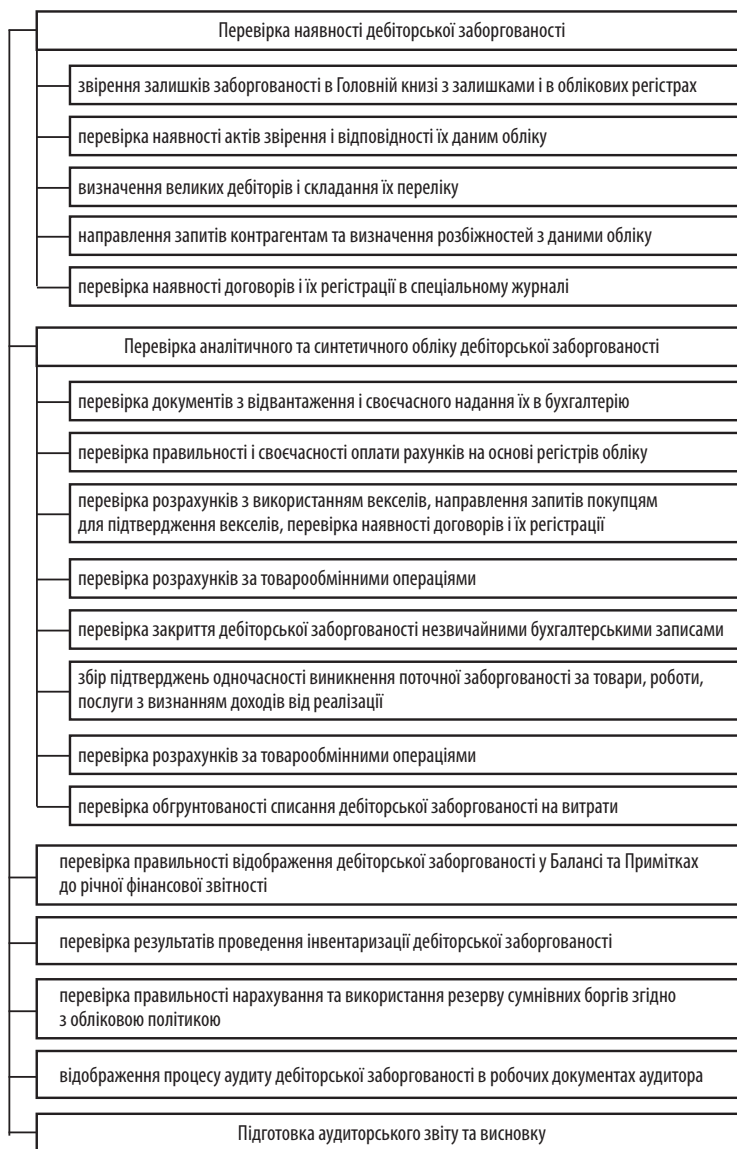 Перевірка наявності дебіторської заборгованості
звірення залишків заборгованості в Головній книзі з залишками і в облікових регістрах
перевірка наявності актів звірення і відповідності їх даним обліку
визначення великих дебіторів і складання їх переліку
направлення запитів контрагентам та визначення розбіжностей з даними обліку
перевірка наявності договорів і їх регістрації в спеціальному журналі
Перевірка аналітичного та синтетичного обліку дебіторської заборгованості
перевірка документів з відвантаження і своєчасного надання їх в бухгалтерію
перевірка правильності і своєчасності оплати рахунків на основі регістрів обліку
перевірка розрахунків з використанням векселів, направлення запитів покупцям
для підтвердження векселів, перевірка наявності договорів і їх регістрації
перевірка розрахунків за товарообмінними операціями
перевірка закриття дебіторської заборгованості незвичайними бухгалтерськими записами
збір підтверджень одночасності виникнення поточної заборгованості за товари, роботи,
послуги з визнанням доходів від реалізації
перевірка розрахунків за товарообмінними операціями
перевірка обгрунтованості списання дебіторської заборгованості на витрати
перевірка правильності відображення дебіторської заборгованості у Балансі та Примітках
до річної фінансової звітності
перевірка результатів проведення інвентаризації дебіторської заборгованості
перевірка правильності нарахування та використання резерву сумнівних боргів згідно
з обліковою політикою
відображення процесу аудиту дебіторської заборгованості в робочих документах аудитора
Підготовка аудиторського звіту та висновку